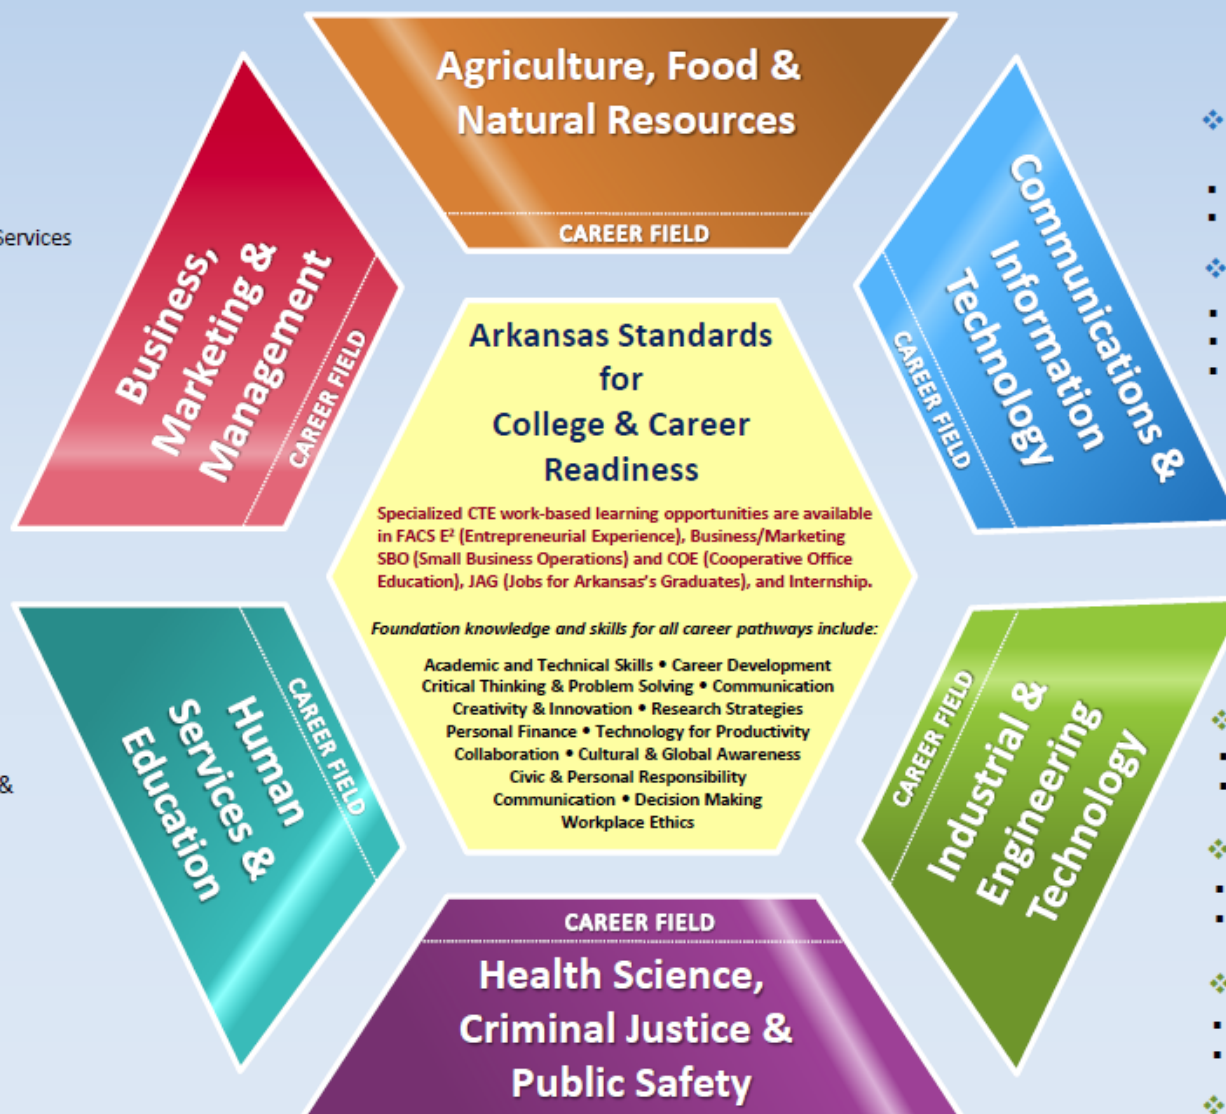 Agriculture, Food &
Natural Resources
CAREER FIELD
Services
Business,
Marketing &
Management
CAREER FIELD
Communications &
Information
Technology
CAREER FIELD
Arkansas Standards
for
College & Career
Readiness
Specialized CTE work-based learning opportunities are available
in FACS E² (Entrepreneurial Experience), Business/Marketing
SBO (Small Business Operations) and COE (Cooperative Office
Education), JAG (Jobs for Arkansas's Graduates), and Internship.
Foundation knowledge and skills for all career pathways include:
Academic and Technical Skills • Career Development
Critical Thinking & Problem Solving • Communication
Creativity & Innovation • Research Strategies
Personal Finance • Technology for Productivity
Collaboration • Cultural & Global Awareness
Civic & Personal Responsibility
Communication • Decision Making
Workplace Ethics
CAREER FIELD
Human
Services &
Education
&
CAREER FIELD
Industrial &
Engineering
Technology
CAREER FIELD
Health Science,
Criminal Justice &
Public Safety